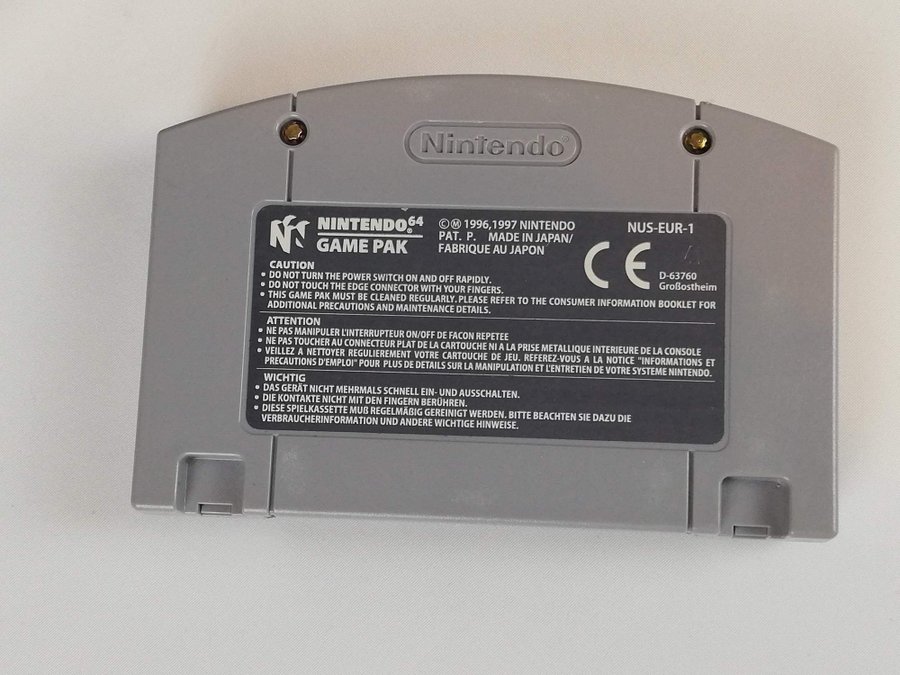 Nintendo®
NINTENDO64®
GAME PAK
©Ⓜ 1996,1997 NINTENDO
PAT. P. MADE IN JAPAN/
FABRIQUE AU JAPON
NUS-EUR-1
CE
D-63760
Großostheim
CAUTION
• DO NOT TURN THE POWER SWITCH ON AND OFF RAPIDLY.
• DO NOT TOUCH THE EDGE CONNECTOR WITH YOUR FINGERS.
• THIS GAME PAK MUST BE CLEANED REGULARLY. PLEASE REFER TO THE CONSUMER INFORMATION BOOKLET FOR
ADDITIONAL PRECAUTIONS AND MAINTENANCE DETAILS.
ATTENTION
• NE PAS MANIPULER L'INTERRUPTEUR ON/OFF DE FACON REPETEE
• NE PAS TOUCHER AU CONNECTEUR PLAT DE LA CARTOUCHE NI A LA PRISE METALLIQUE INTERIEURE DE LA CONSOLE
• VEILLEZ A NETTOYER REGULIEREMENT VOTRE CARTOUCHE DE JEU. REFEREZ-VOUS A LA NOTICE "INFORMATIONS ET
PRECAUTIONS D'EMPLOI" POUR PLUS DE DETAILS SUR LA MANIPULATION ET L'ENTRETIEN DE VOTRE SYSTEME NINTENDO.
WICHTIG
• DAS GERÄT NICHT MEHRMALS SCHNELL EIN- UND AUSSCHALTEN.
• DIE KONTAKTE NICHT MIT DEN FINGERN BERÜHREN.
• DIESE SPIELKASSETTE MUß REGELMÄßIG GEREINIGT WERDEN. BITTE BEACHTEN SIE DAZU DIE
VERBRAUCHERINFORMATION UND ANDERE WICHTIGE HINWEISE.